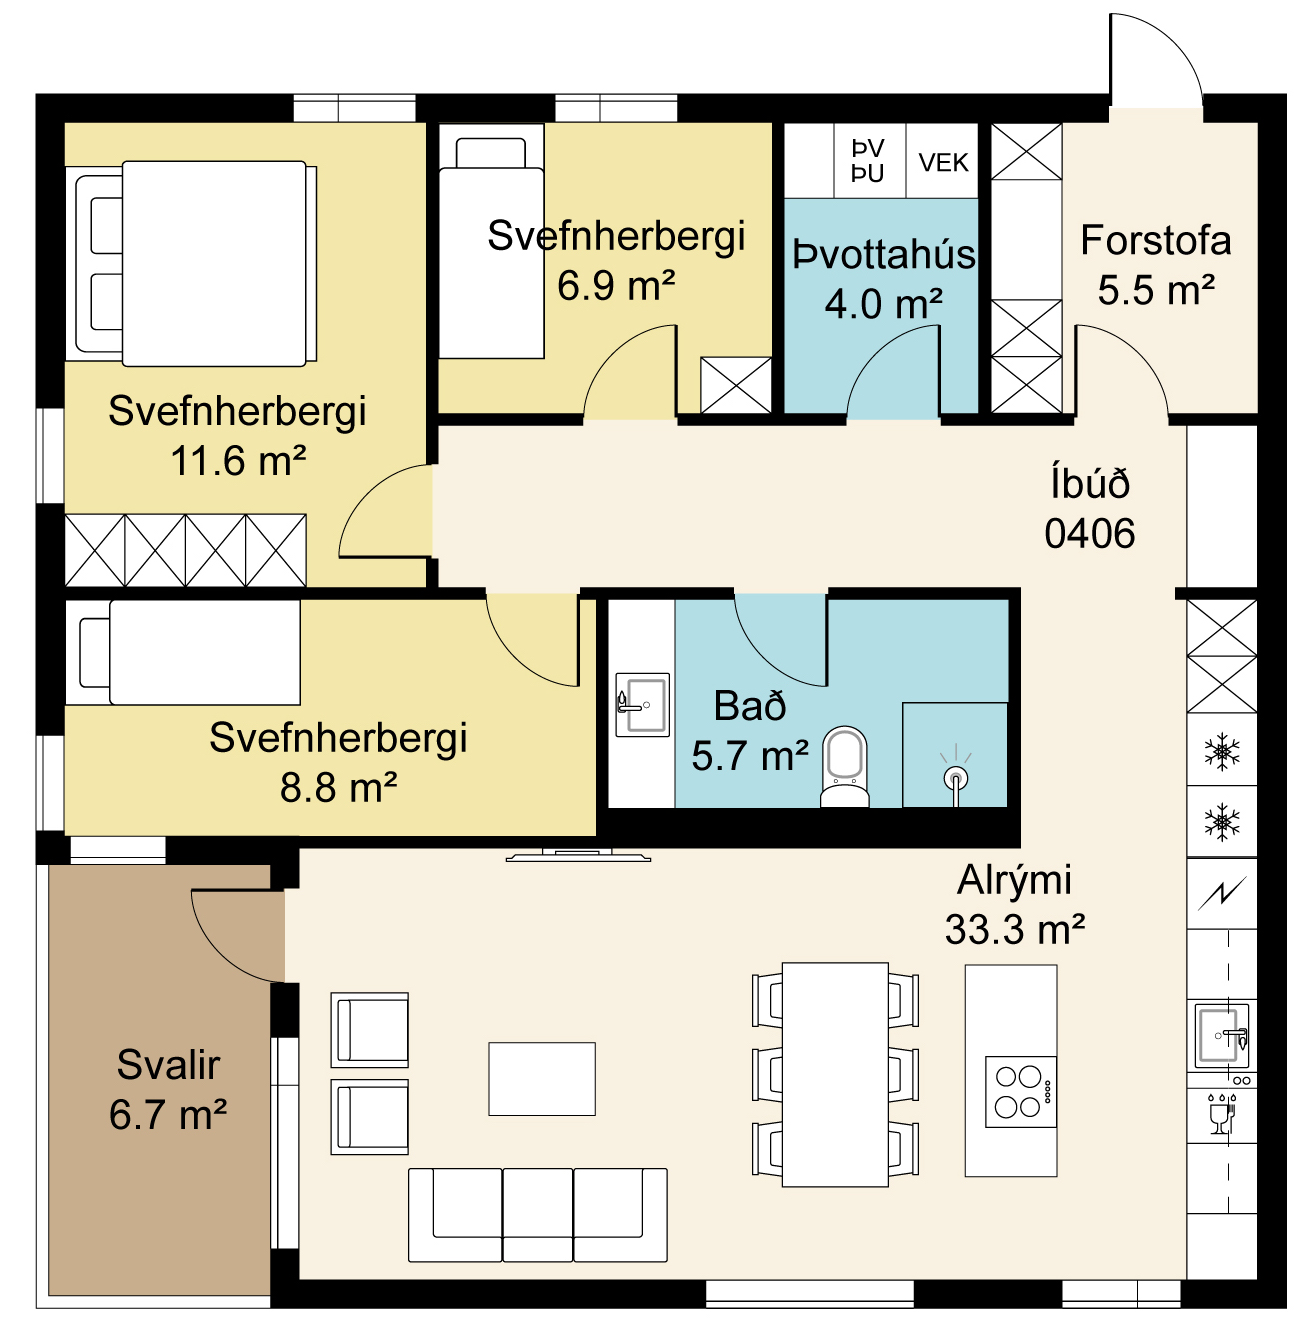 ÞV
ÞU
VEK
Svefnherbergi
6.9 m²
Þvottahús
4.0 m²
Forstofa
5.5 m²
Svefnherbergi
11.6 m²
Íbúð
0406
Svefnherbergi
8.8 m²
Bað
5.7 m²
Alrými
33.3 m²
Svalir
6.7 m²